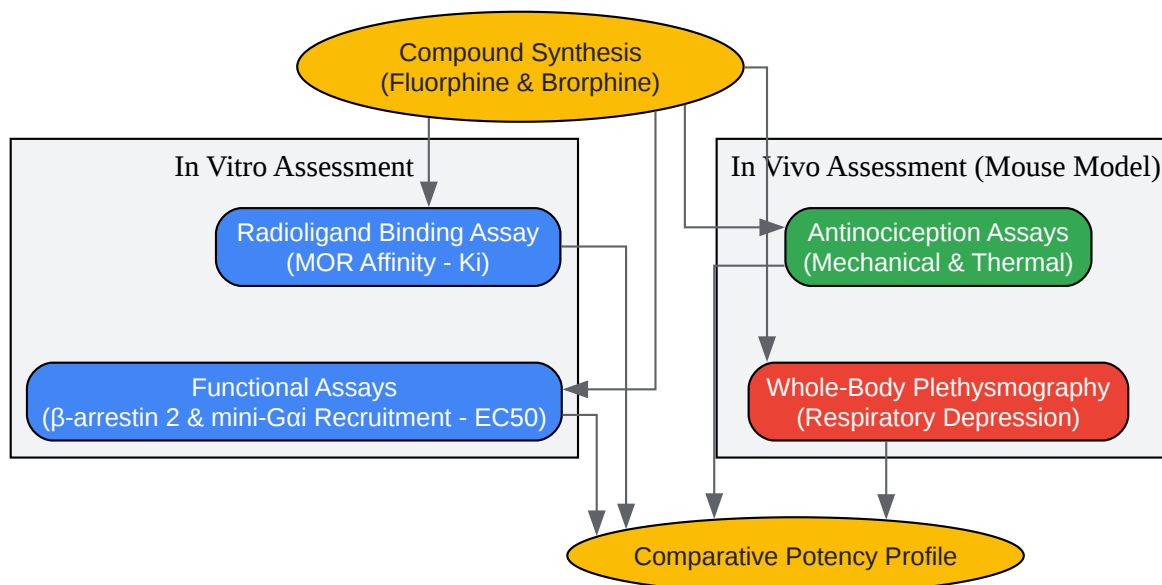 Compound Synthesis
(Fluorphine & Brorphine)
In Vitro Assessment
Radioligand Binding Assay
(MOR Affinity - Ki)
Functional Assays
(β-arrestin 2 & mini-Gαi Recruitment - EC50)
In Vivo Assessment (Mouse Model)
Antinociception Assays
(Mechanical & Thermal)
Whole-Body Plethysmography
(Respiratory Depression)
Comparative Potency Profile